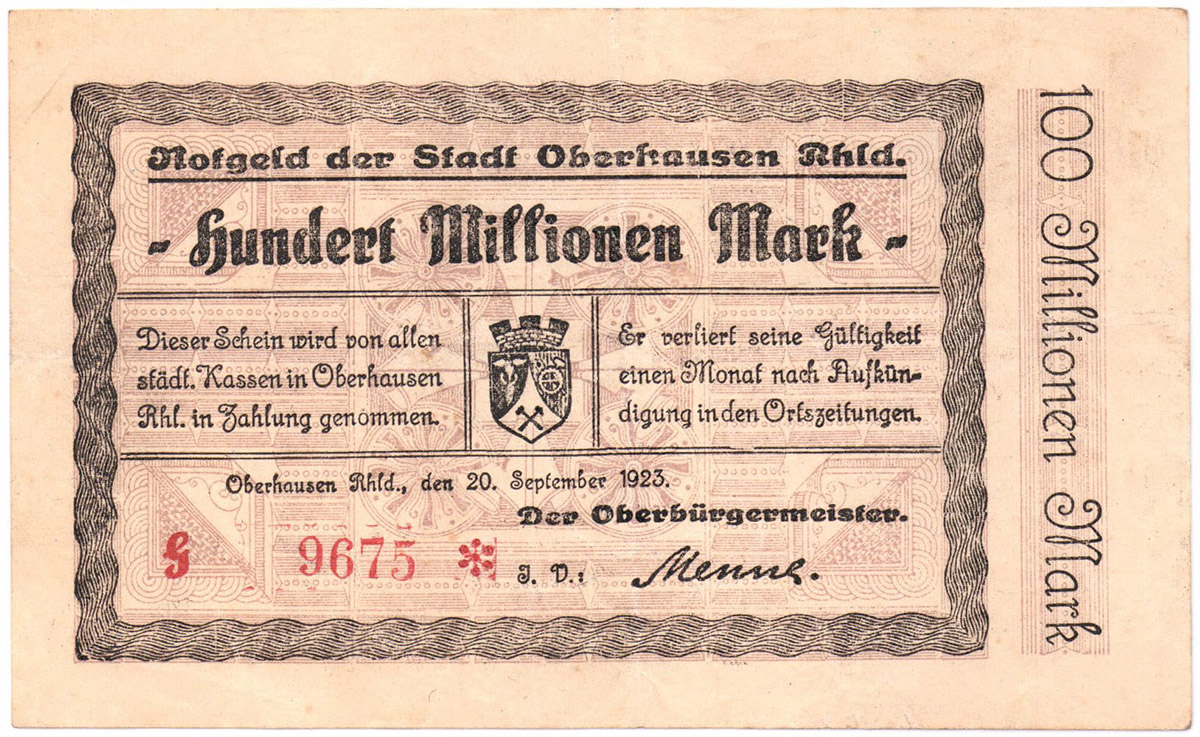 Notgeld der Stadt Oberhausen Rhld.
- Hundert Millionen Mark -
Dieser Schein wird von allen
städt. Kassen in Oberhausen
Rhl. in Zahlung genommen.
Er verliert seine Gültigkeit
einen Monat nach Aufkün-
digung in den Ortszeitungen.
Oberhausen Rhld., den 20. September 1923.
Der Oberbürgermeister.
G 9675 *
J. V.: Menne.
100 Millionen Mark